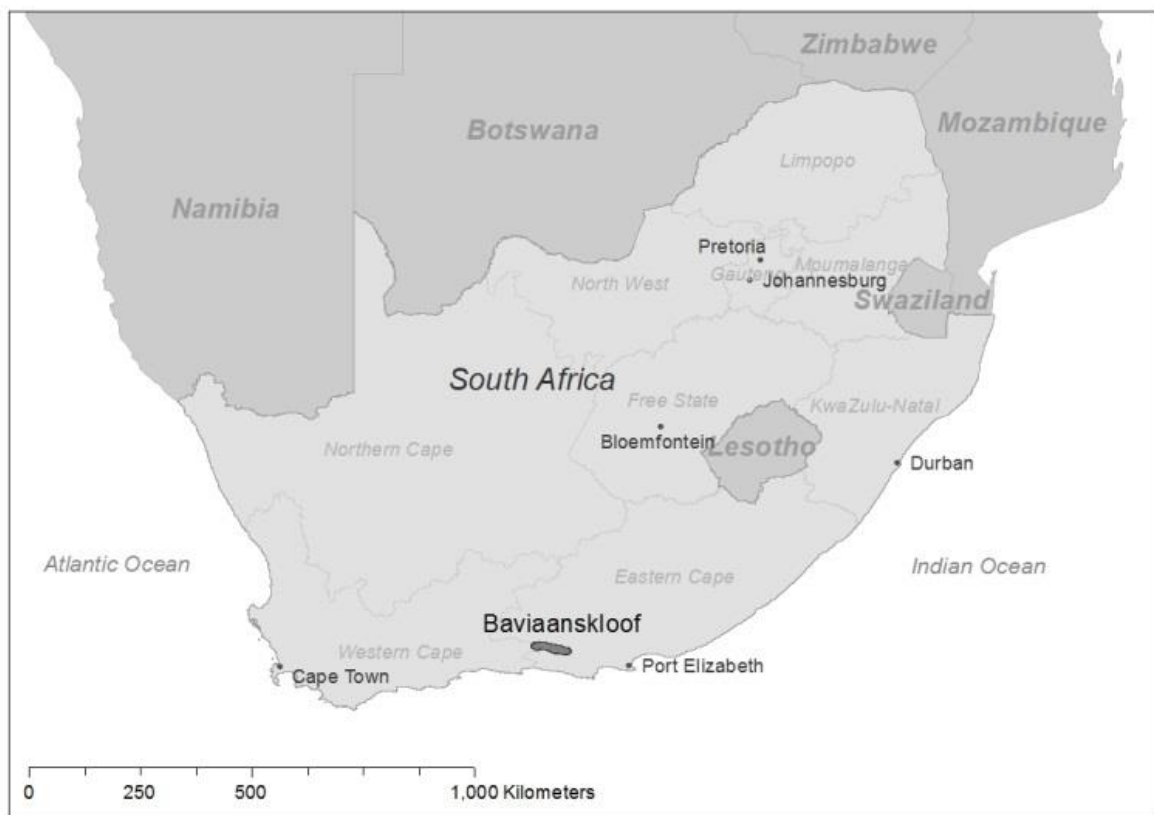 Zimbabwe
Mozambique
Botswana
Limpopo
Namibia
Pretoria
Moumalanga
Gauteng
Johannesburg
North West
Swaziland
South Africa
Free State
KwaZulu-Natal
Bloemfontein
Lesotho
Northern Cape
Durban
Atlantic Ocean
Indian Ocean
Eastern Cape
Baviaanskloof
Western Cape
Port Elizabeth
Cape Town
0 250 500 1,000 Kilometers